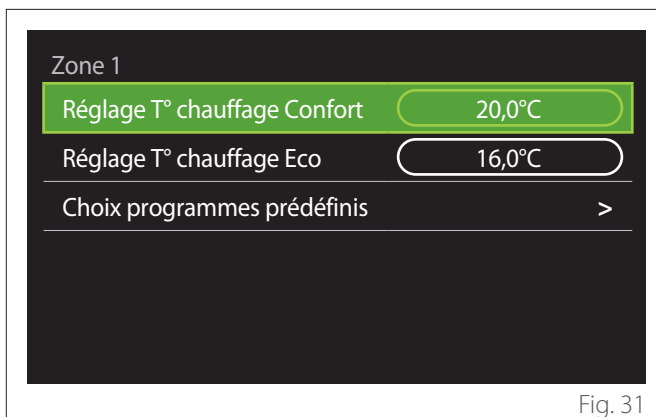 Zone 1
Réglage T° chauffage Confort 20,0°C
Réglage T° chauffage Eco 16,0°C
Choix programmes prédéfinis >
Fig. 31